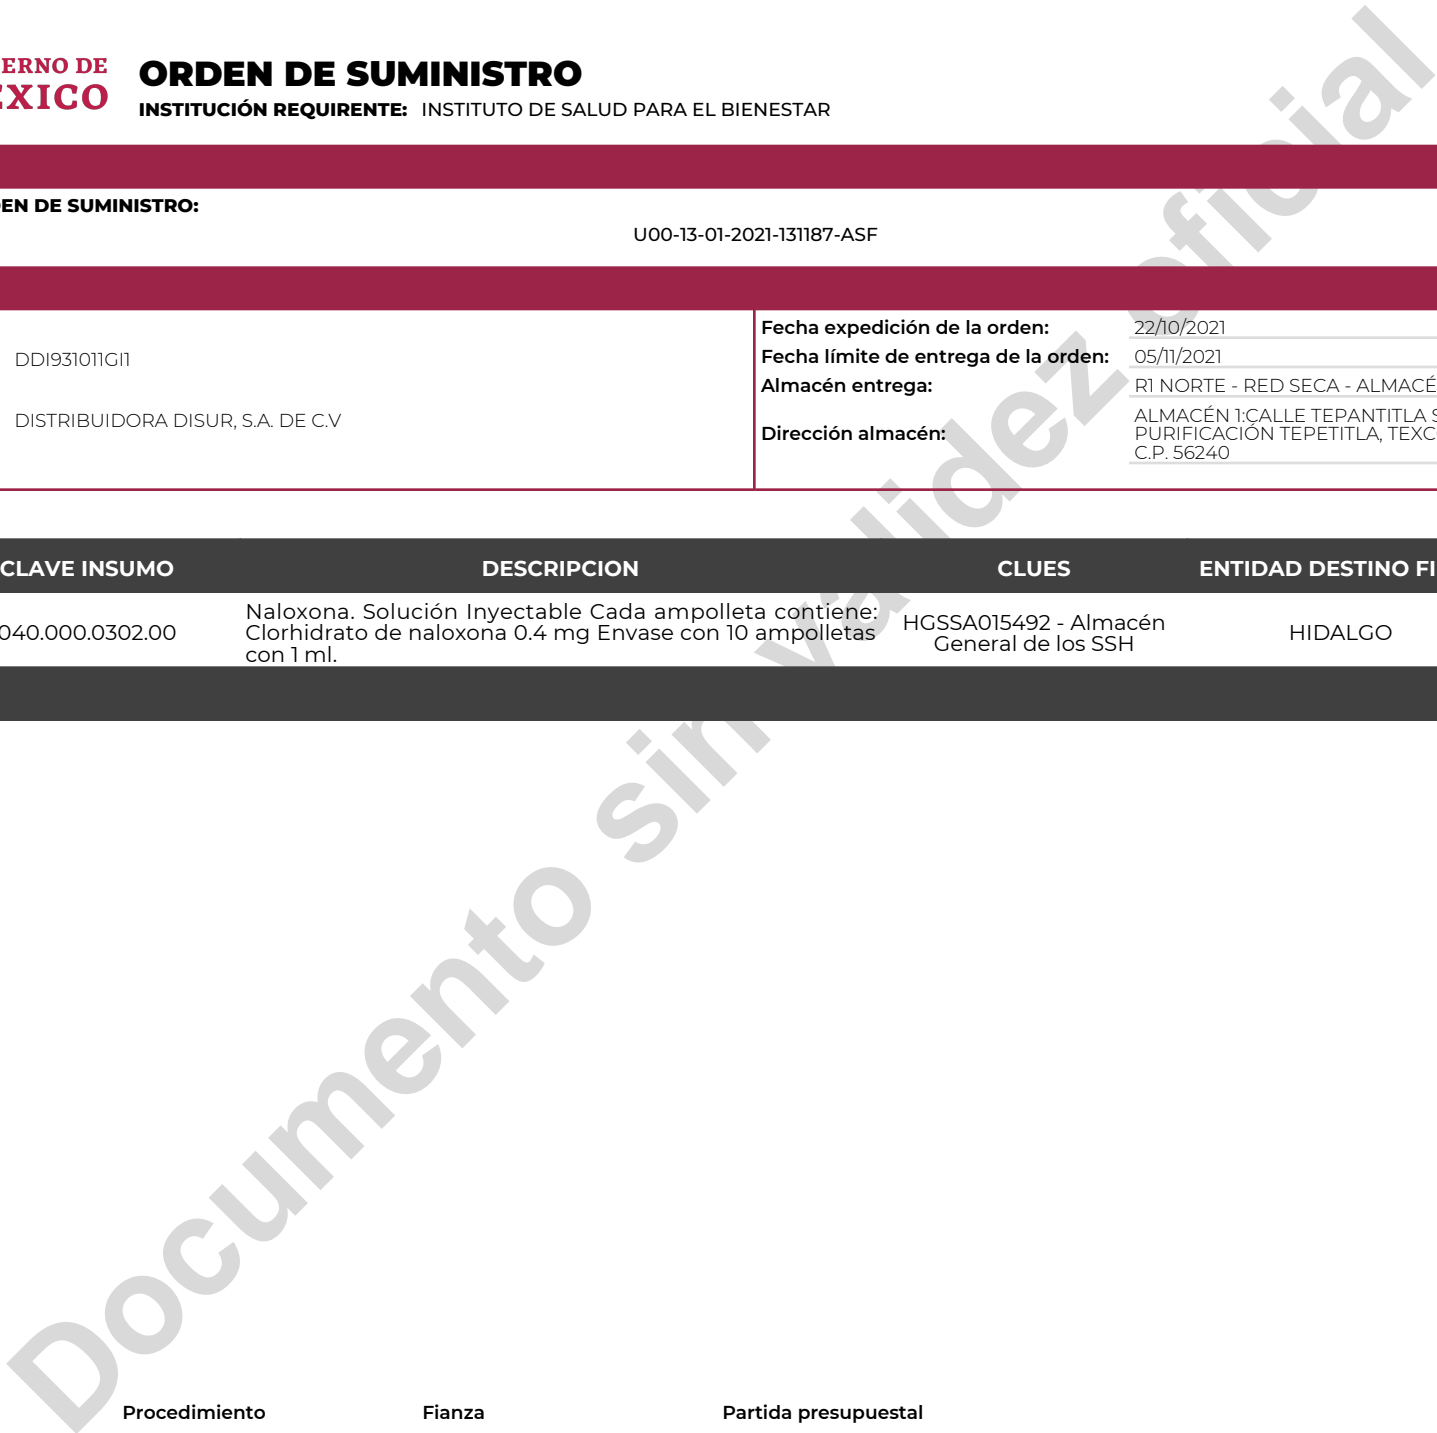 ERNO DE
EXICO
ORDEN DE SUMINISTRO
INSTITUCIÓN REQUIRENTE: INSTITUTO DE SALUD PARA EL BIENESTAR
EN DE SUMINISTRO:
U00-13-01-2021-131187-ASF
DDI931011GI1
DISTRIBUIDORA DISUR, S.A. DE C.V
Fecha expedición de la orden: 22/10/2021
Fecha límite de entrega de la orden: 05/11/2021
Almacén entrega: R1 NORTE - RED SECA - ALMACÉ
Dirección almacén:
ALMACÉN 1:CALLE TEPANTITLA S
PURIFICACIÓN TEPETITLA, TEXC
C.P. 56240
CLAVE INSUMO DESCRIPCION CLUES ENTIDAD DESTINO FI
040.000.0302.00
Naloxona. Solución Inyectable Cada ampolleta contiene:
Clorhidrato de naloxona 0.4 mg Envase con 10 ampolletas
con 1 ml.
HGSSA015492 - Almacén
General de los SSH
HIDALGO
Documento sin validez oficial
Procedimiento Fianza Partida presupuestal